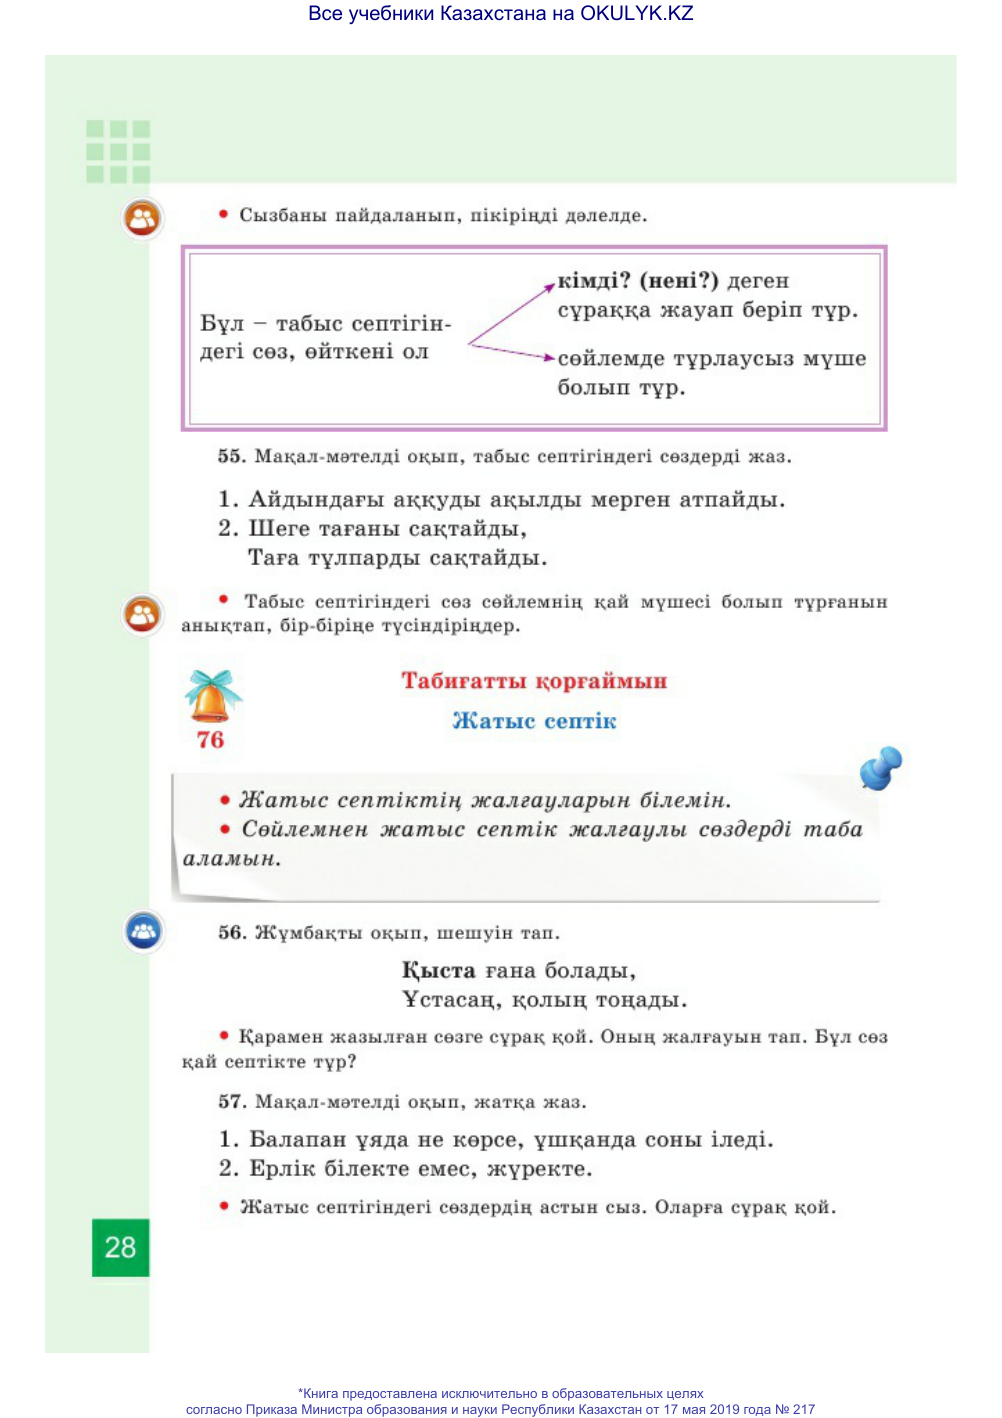 Все учебники Казахстана на OKULYK.KZ
• Сызбаны пайдаланып, пікіріңді дәлелде.
Бұл – табыс септігін-
дегі сөз, өйткені ол
кімді? (нені?) деген
сұраққа жауап беріп тұр.
сөйлемде тұрлаусыз мүше
болып тұр.
55. Мақал-мәтелді оқып, табыс септігіндегі сөздерді жаз.
1. Айдындағы аққуды ақылды мерген атпайды.
2. Шеге тағаны сақтайды,
Таға тұлпарды сақтайды.
• Табыс септігіндегі сөз сөйлемнің қай мүшесі болып тұрғанын
анықтап, бір-біріңе түсіндіріңдер.
Табиғатты қорғаймын
Жатыс септік
76
• Жатыс септіктің жалғауларын білемін.
• Сөйлемнен жатыс септік жалғаулы сөздерді таба
аламын.
56. Жұмбақты оқып, шешуін тап.
Қыста ғана болады,
Ұстасаң, қолың тоңады.
• Қарамен жазылған сөзге сұрақ қой. Оның жалғауын тап. Бұл сөз
қай септікте тұр?
57. Мақал-мәтелді оқып, жатқа жаз.
1. Балапан ұяда не көрсе, ұшқанда соны іледі.
2. Ерлік білекте емес, жүректе.
• Жатыс септігіндегі сөздердің астын сыз. Оларға сұрақ қой.
28
*Книга предоставлена исключительно в образовательных целях
согласно Приказа Министра образования и науки Республики Казахстан от 17 мая 2019 года № 217